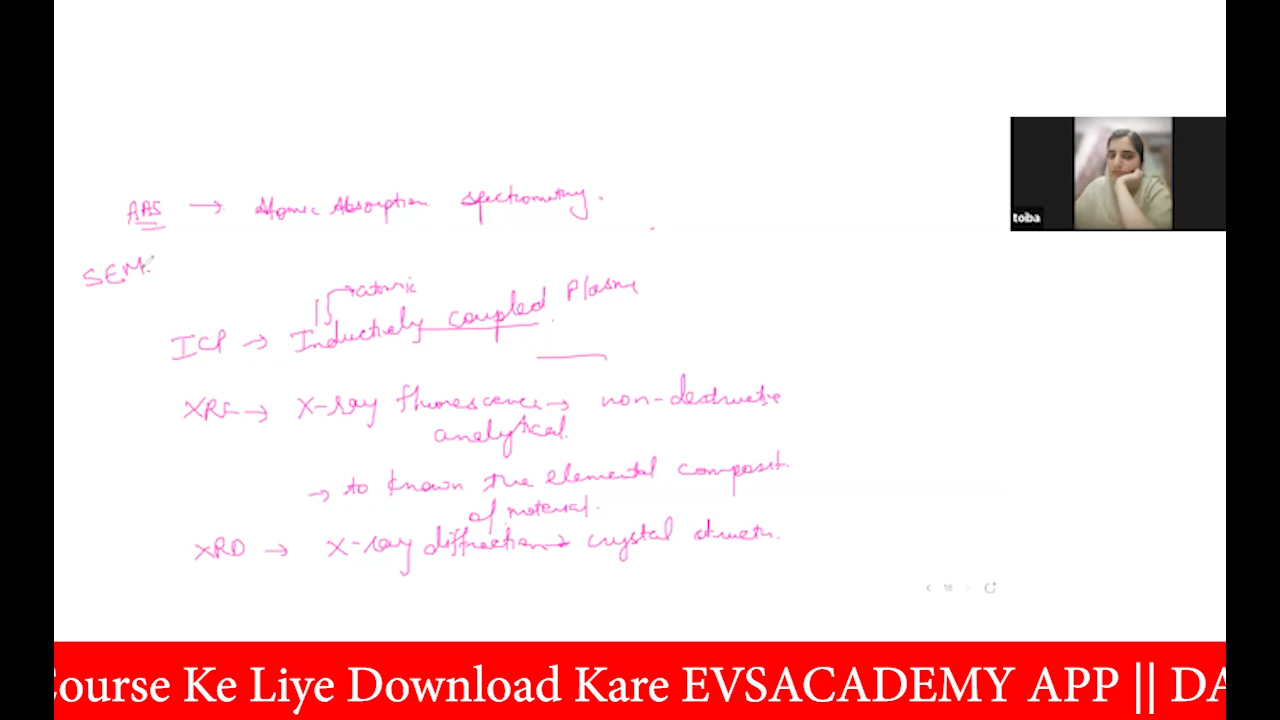 AAS → Atomic Absorption spectrometry.
SEM
→ atomic
ICP → Inductively coupled Plasma
XRF → X-ray fluorescence → non-destructive
analytical.
→ to known the elemental composit.
of material.
XRD → X-ray diffraction → crystal
toiba
18
Course Ke Liye Download Kare EVSACADEMY APP || DA